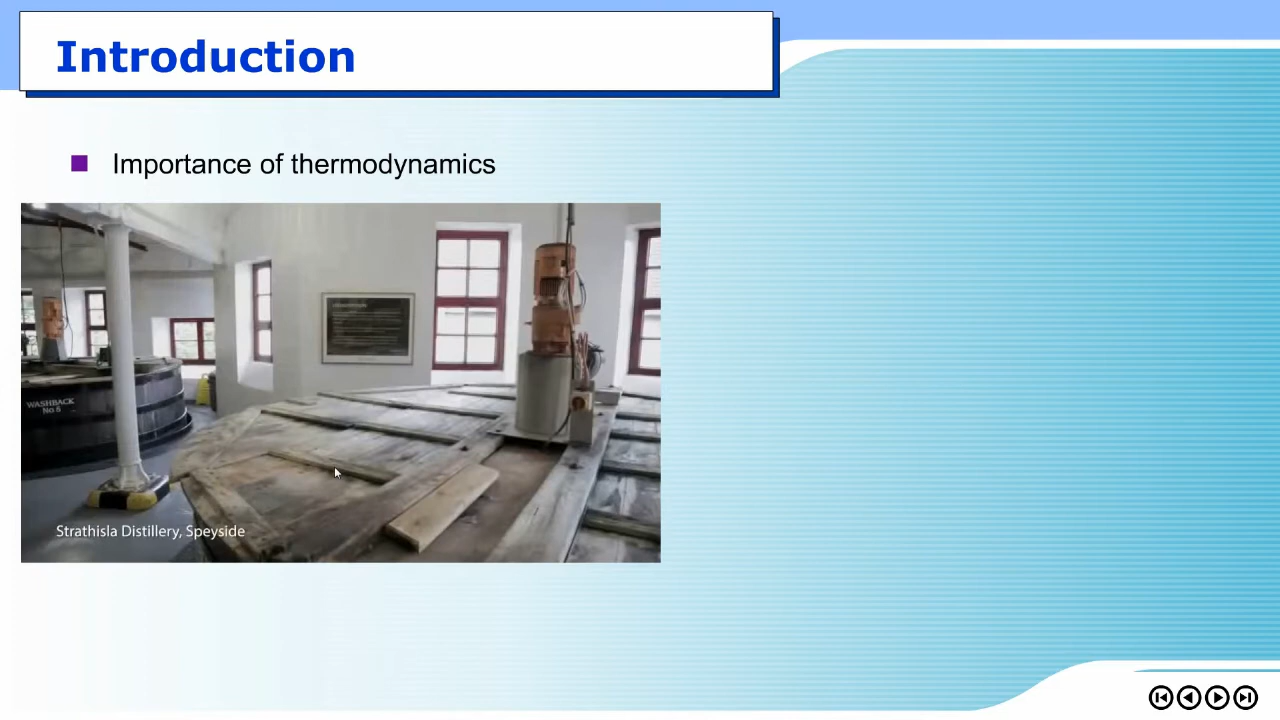 Introduction
Importance of thermodynamics
WASHBACK
No 5
Strathisla Distillery, Speyside